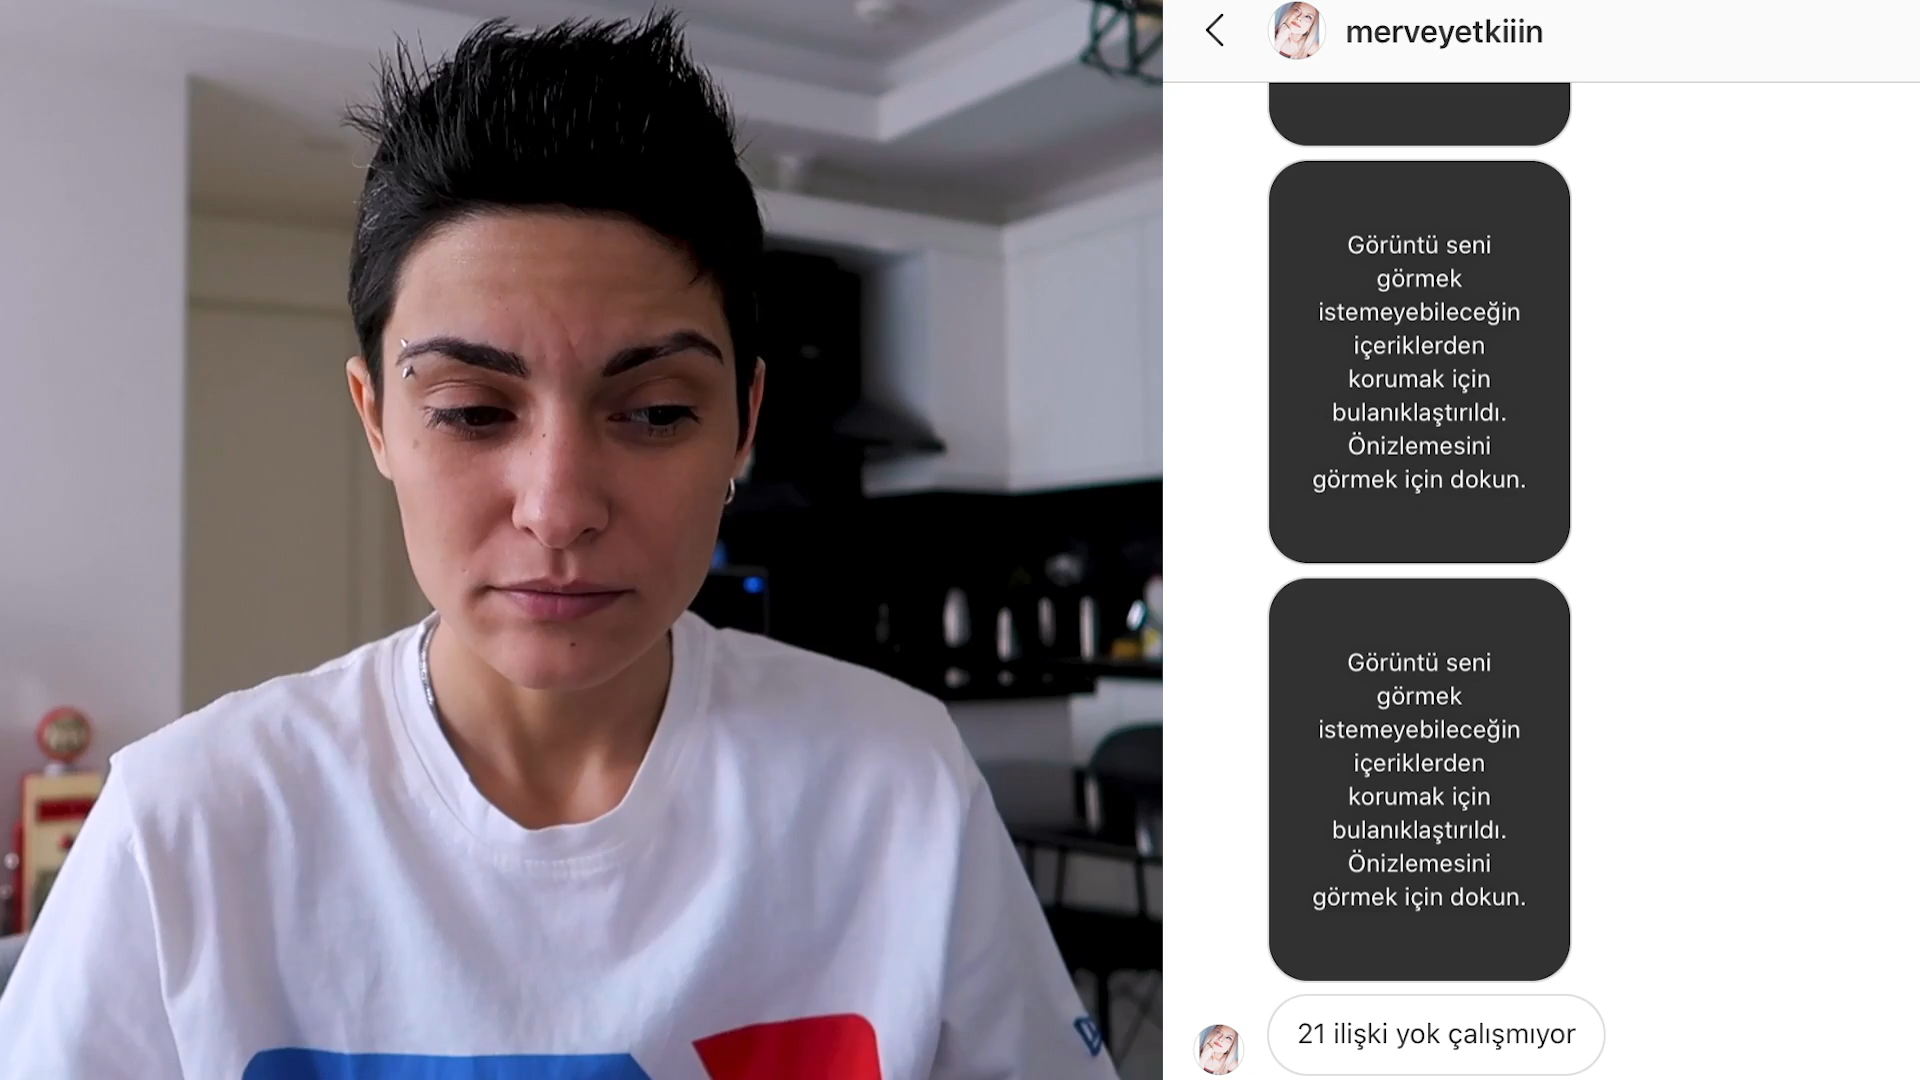 merveyetkiiin
Görüntü seni
görmek
istemeyebileceğin
içeriklerden
korumak için
bulanıklaştırıldı.
Önizlemesini
görmek için dokun.
Görüntü seni
görmek
istemeyebileceğin
içeriklerden
korumak için
bulanıklaştırıldı.
Önizlemesini
görmek için dokun.
21 ilişki yok çalışmıyor